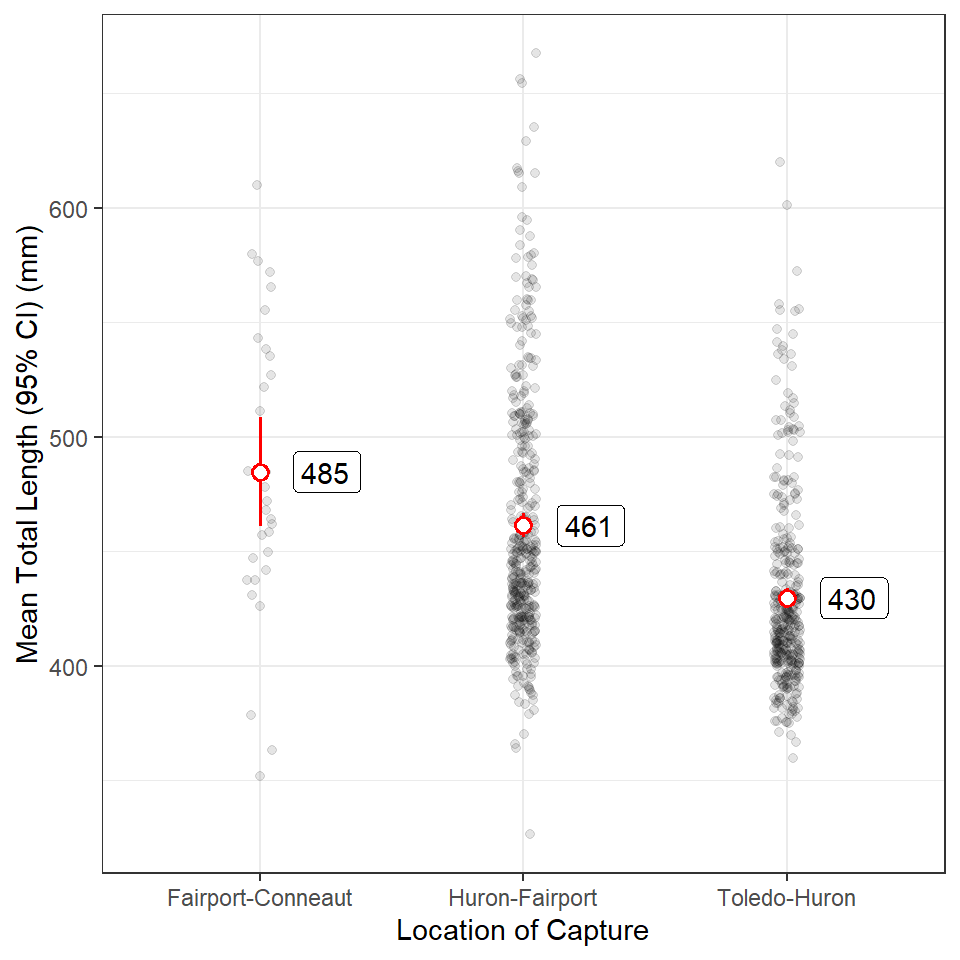 Mean Total Length (95% CI) (mm)
600
500
400
485
461
430
Fairport-Conneaut
Huron-Fairport
Toledo-Huron
Location of Capture